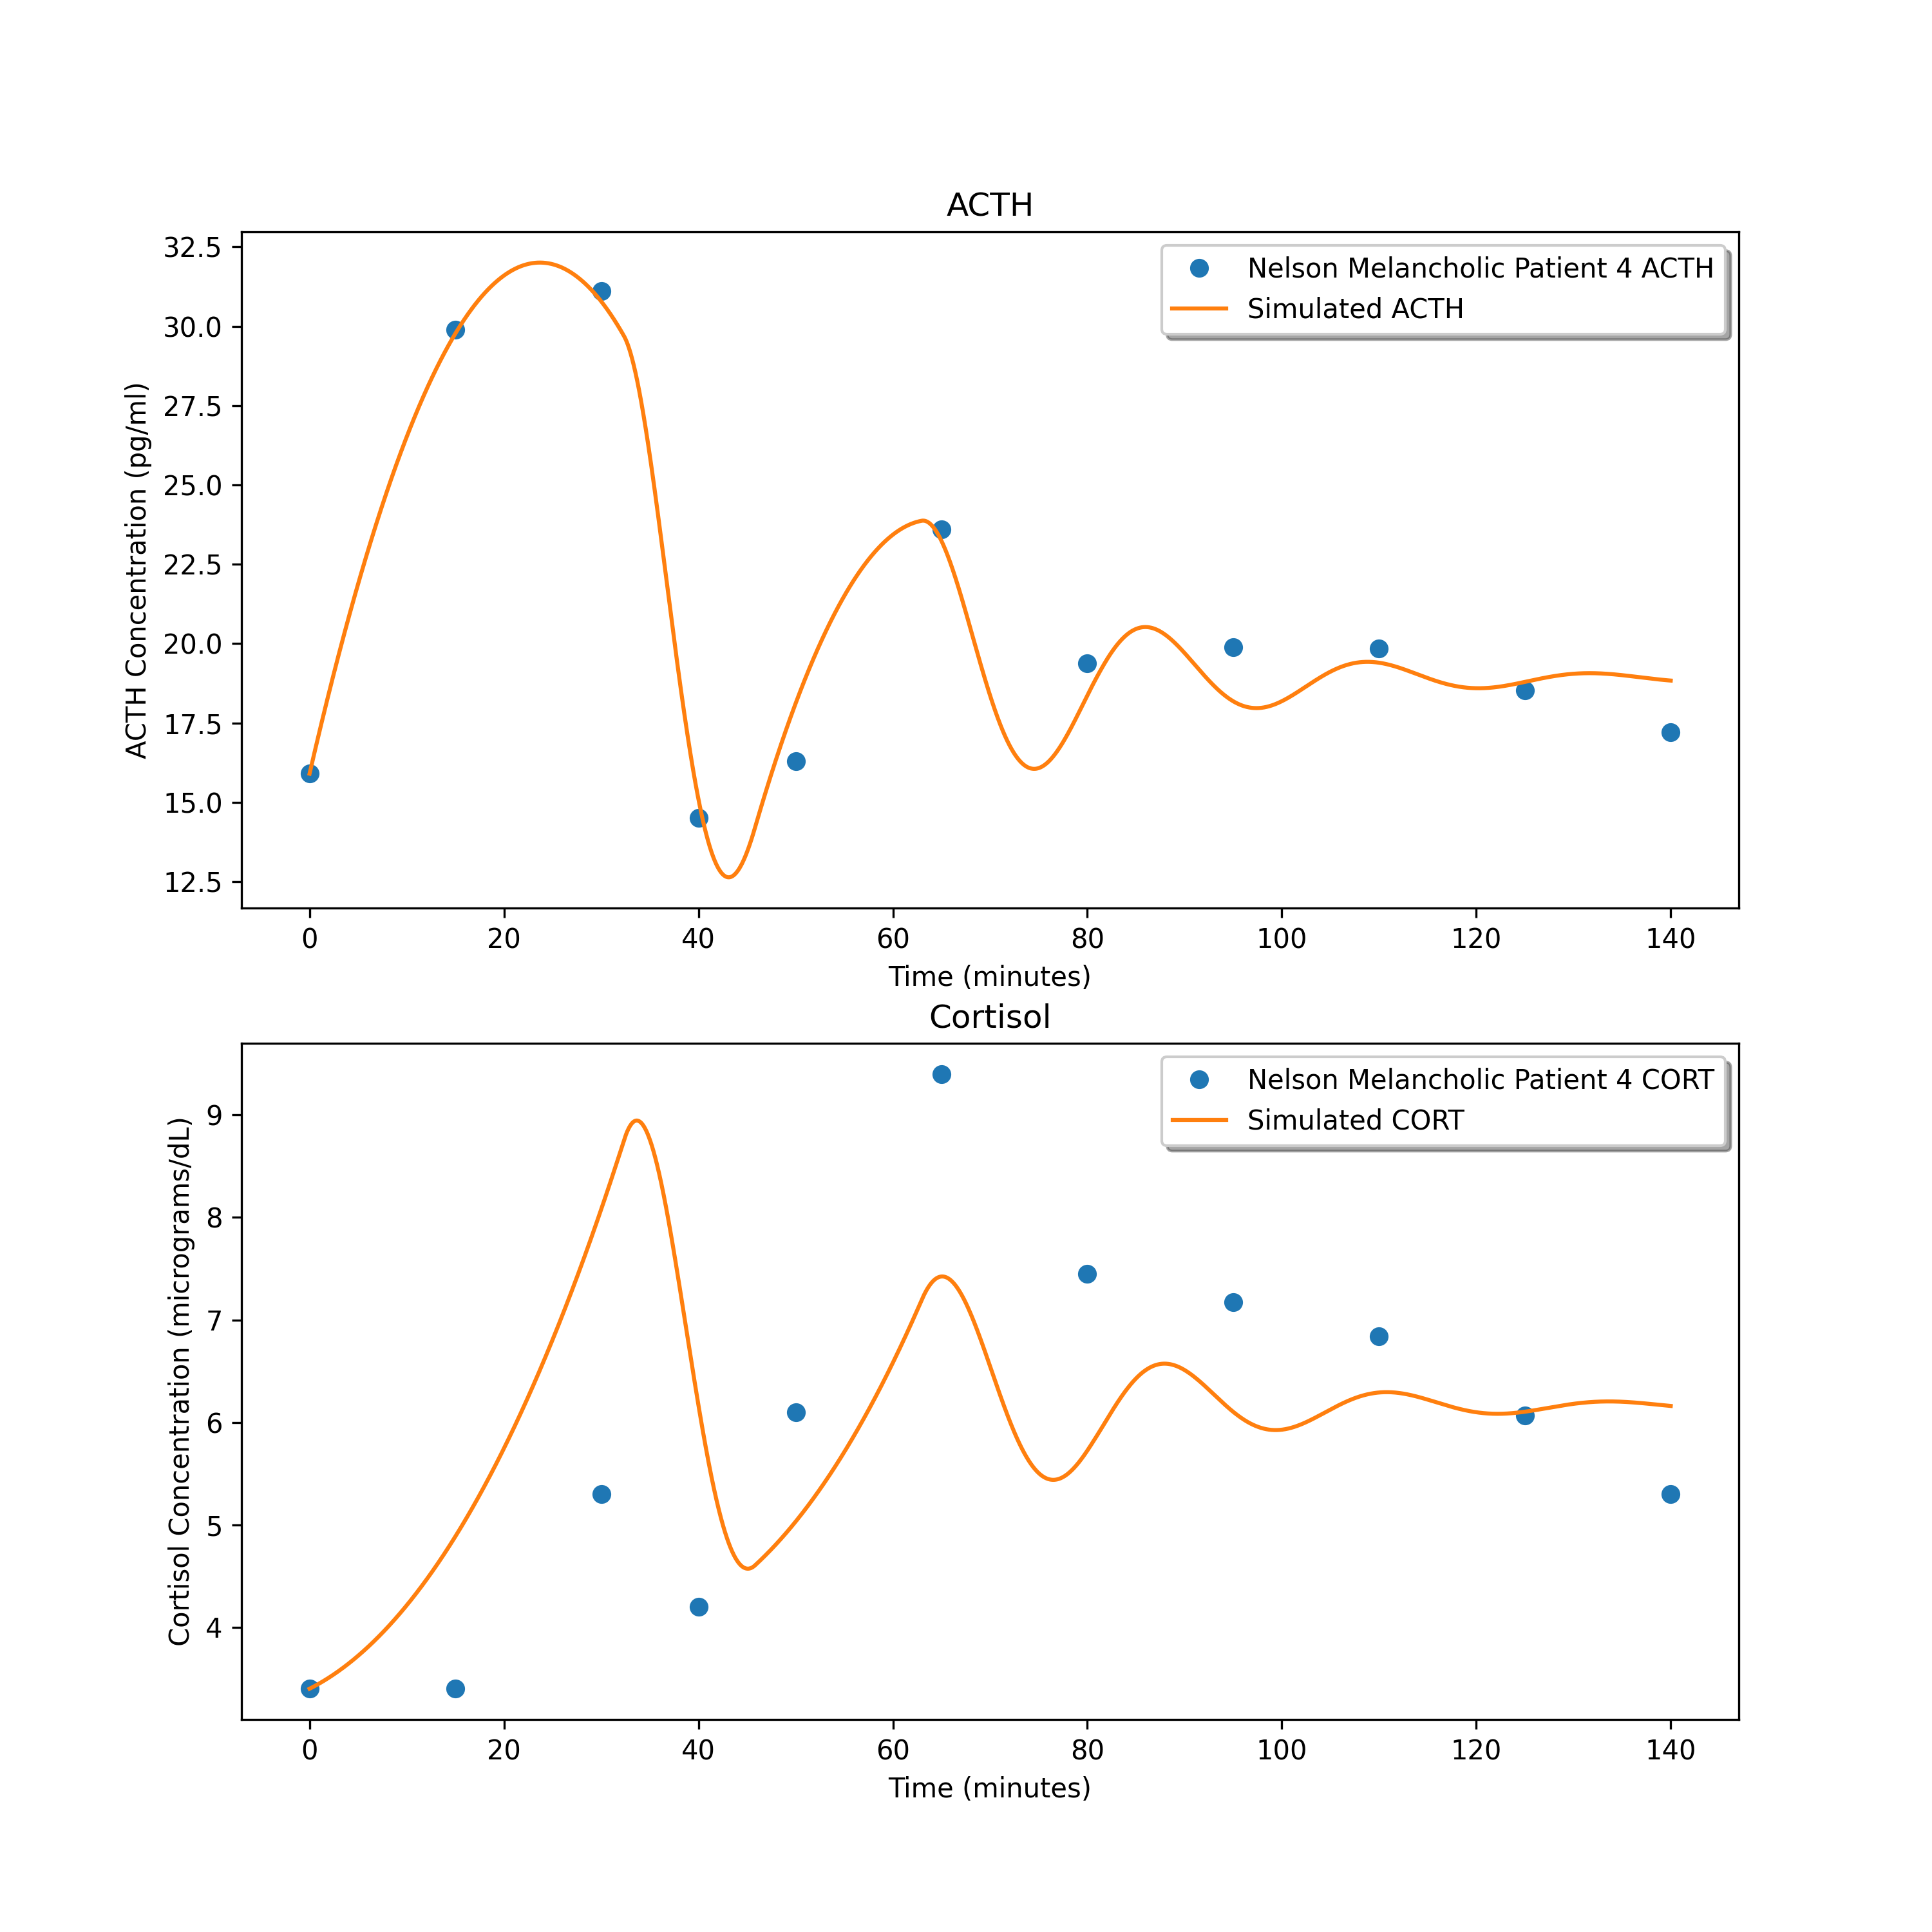 ACTH
32.5
30.0
27.5
25.0
22.5
20.0
17.5
15.0
12.5
ACTH Concentration (pg/ml)
Nelson Melancholic Patient 4 ACTH
Simulated ACTH
0 20 40 60 80 100 120 140
Time (minutes)
Cortisol
9
8
7
6
5
4
Cortisol Concentration (micrograms/dL)
Nelson Melancholic Patient 4 CORT
Simulated CORT
0 20 40 60 80 100 120 140
Time (minutes)